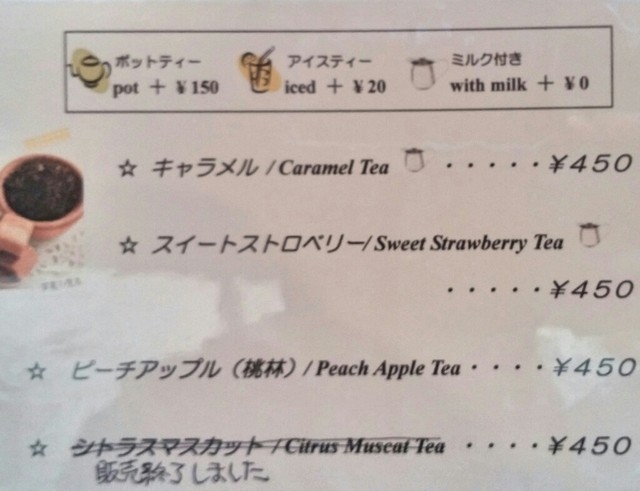 ポットティー アイスティー ミルク付き
pot + ¥150 iced + ¥20 with milk + ¥0
☆ キャラメル / Caramel Tea ・・・・・¥450
☆ スイートストロベリー/ Sweet Strawberry Tea
・・・・・¥450
☆ ピーチアップル（桃林）/ Peach Apple Tea・・・・¥450
☆ シトラスマスカット / Citrus Muscat Tea ・・・・¥450
販売終了しました